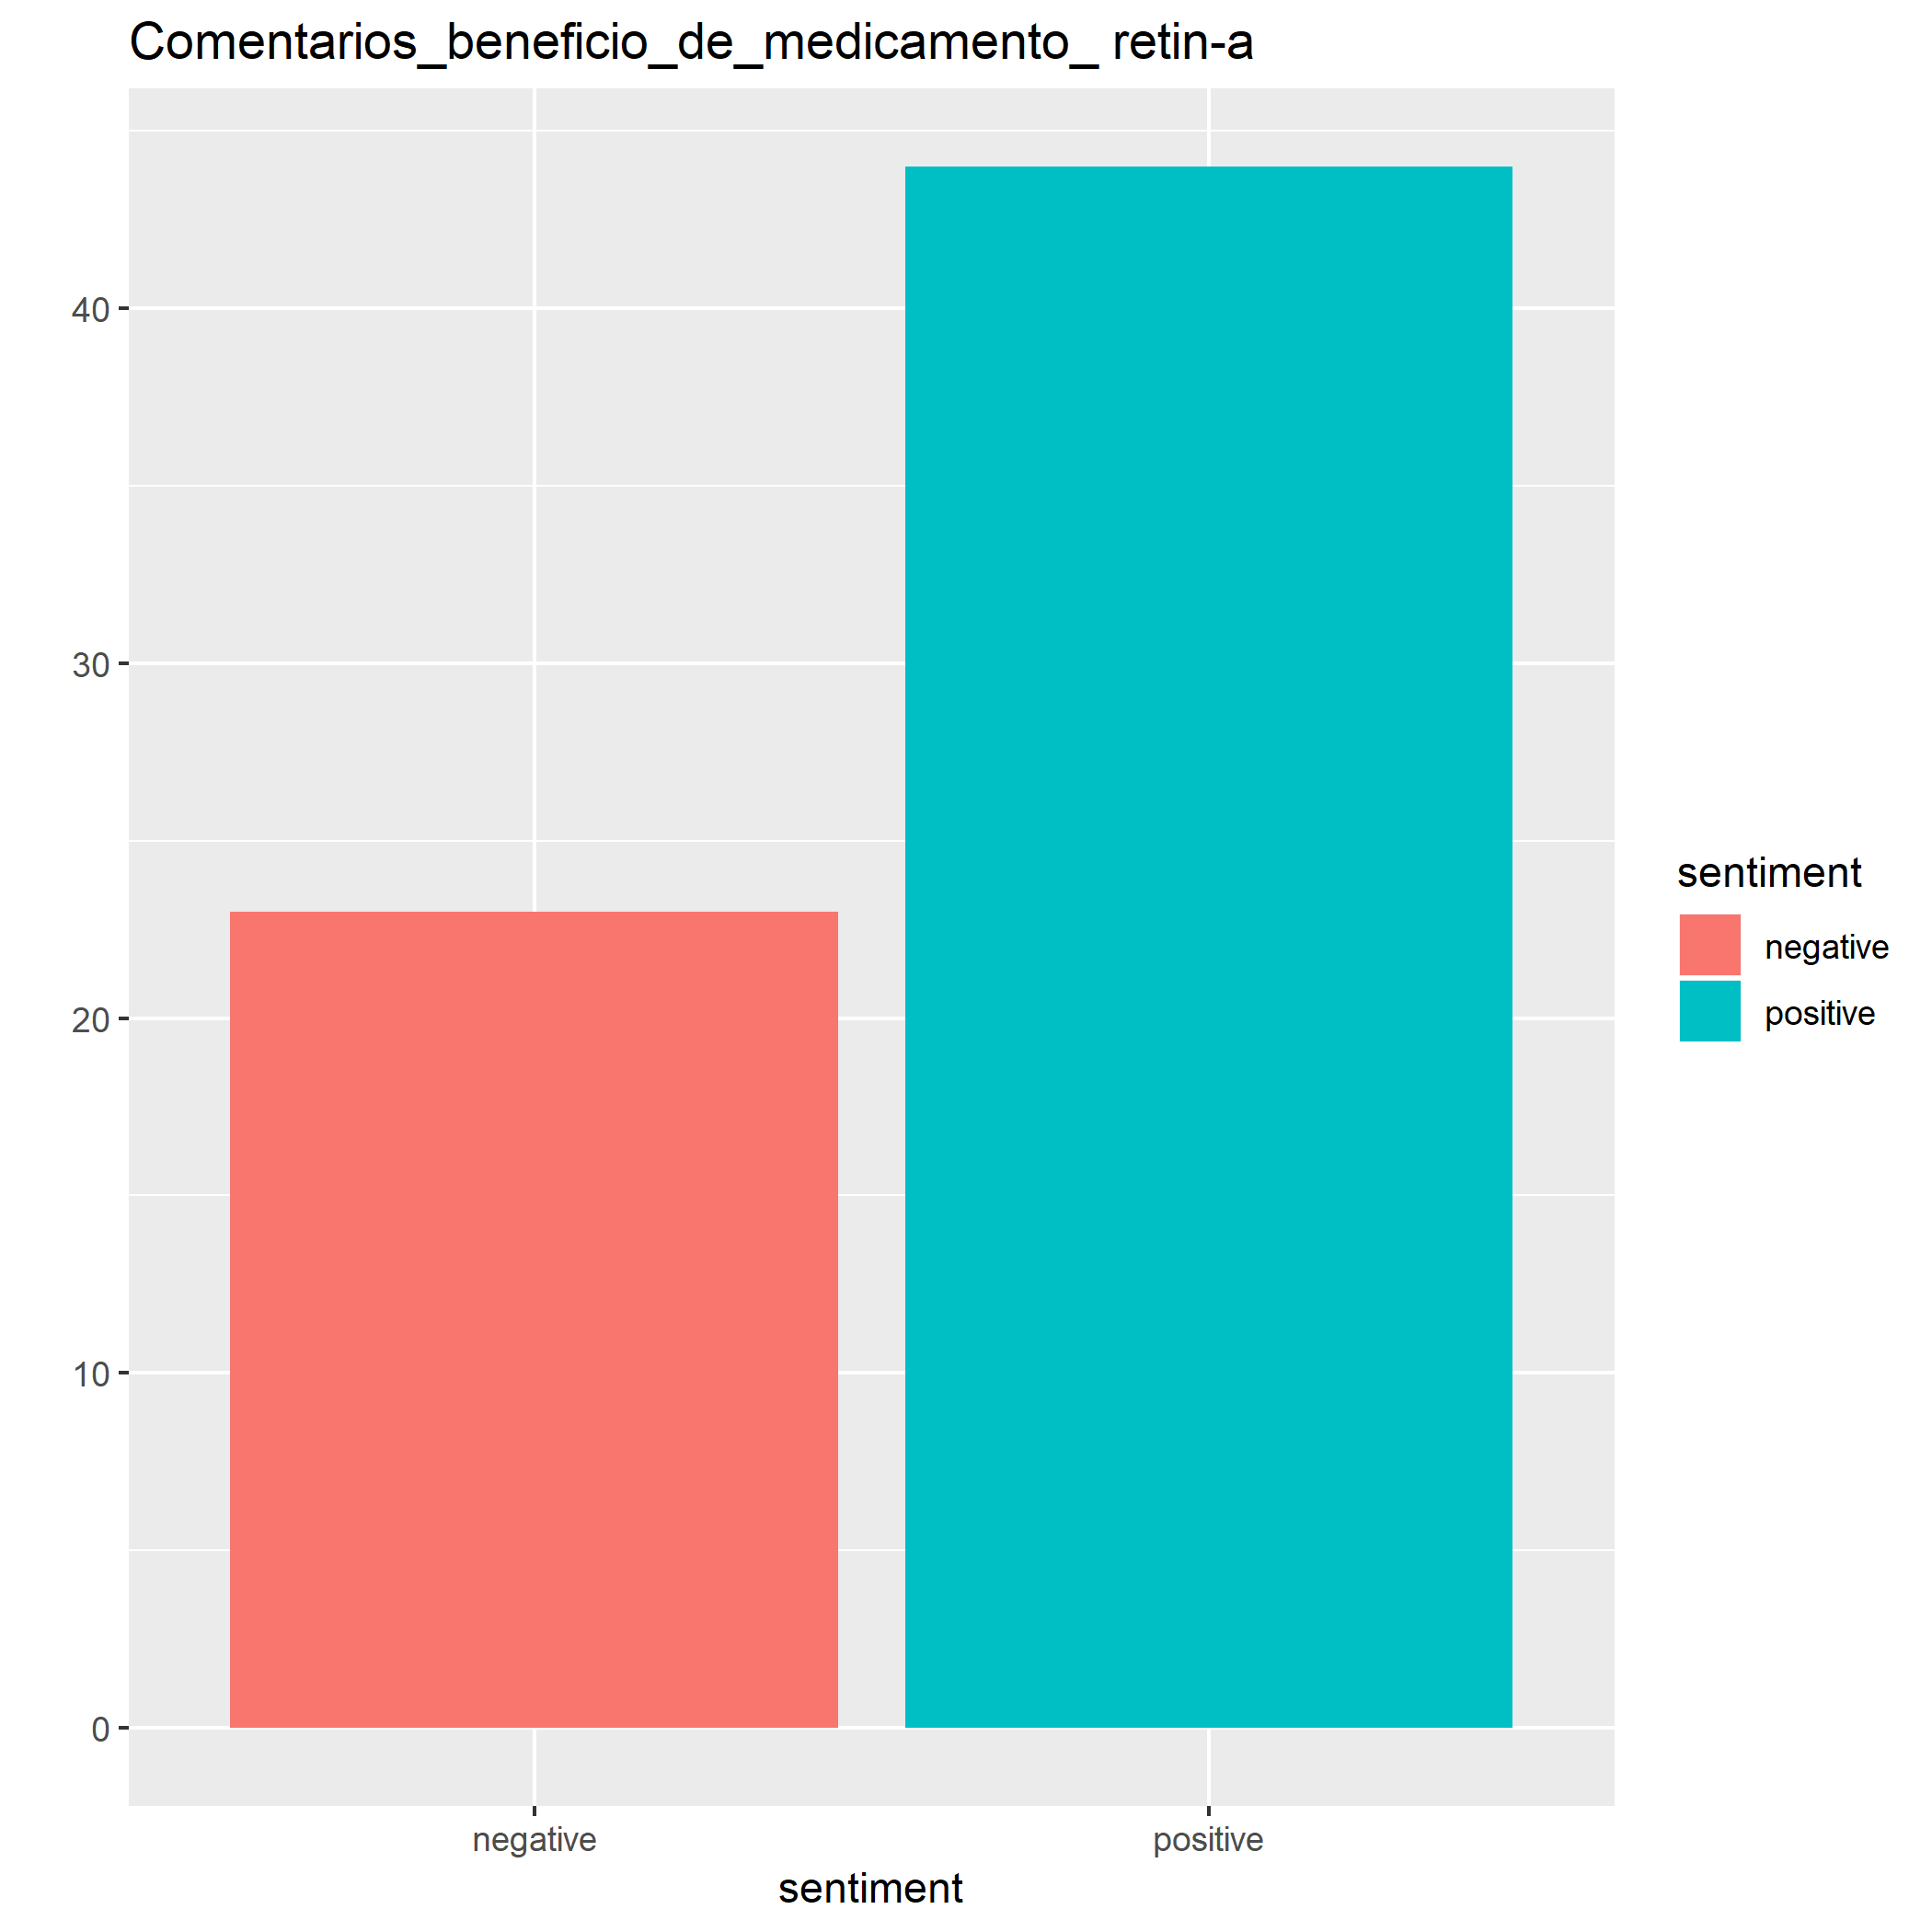 Comentarios_beneficio_de_medicamento_ retin-a
40
30
20
10
0
negative
positive
sentiment
sentiment
negative
positive